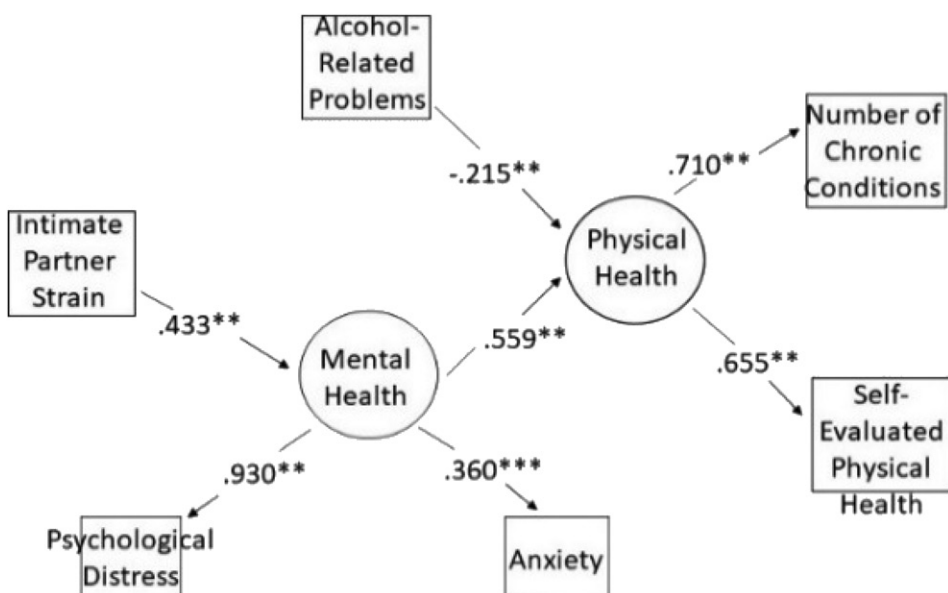 Alcohol-
Related
Problems
Number of
Chronic
Conditions
-.215**
.710**
Intimate
Partner
Strain
Physical
Health
.433**
.559**
Mental
Health
.655**
Self-
Evaluated
Physical
Health
.930**
.360***
Psychological
Distress
Anxiety